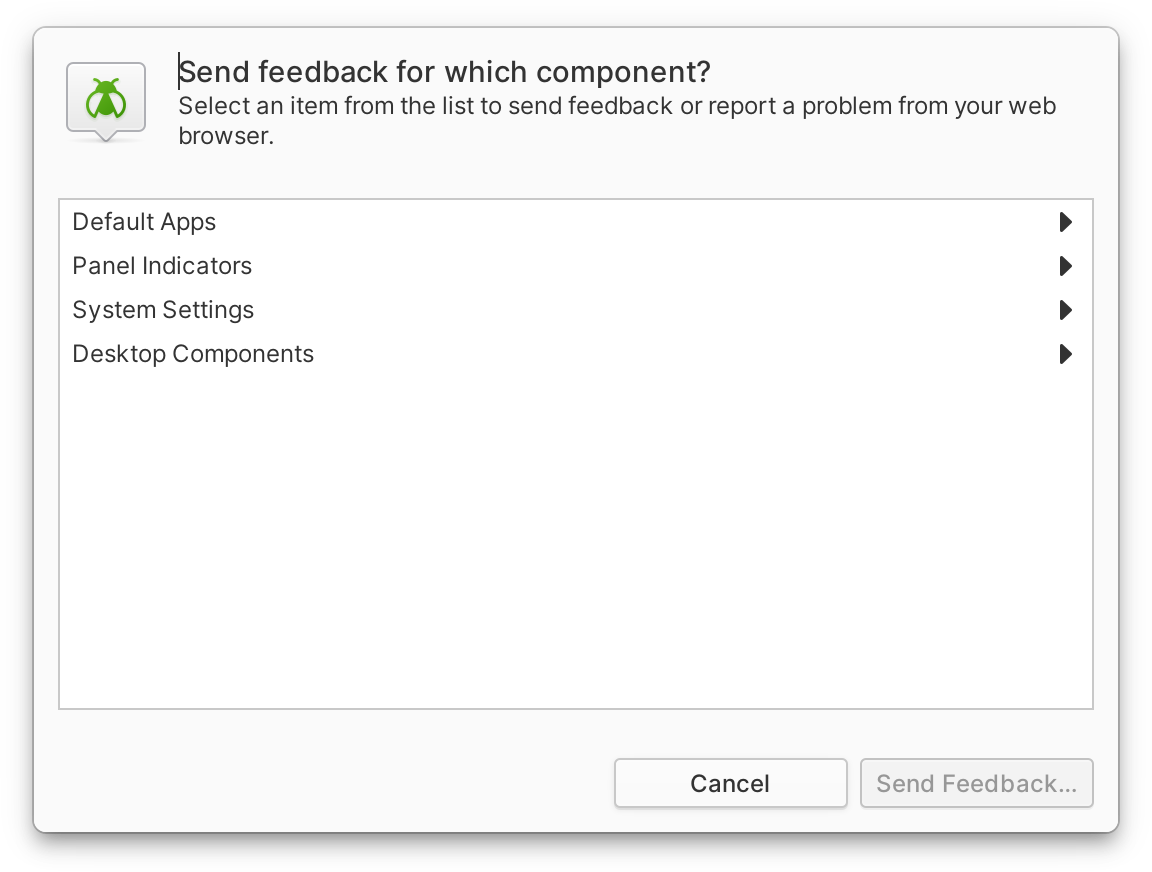 Send feedback for which component?
Select an item from the list to send feedback or report a problem from your web
browser.
Default Apps
Panel Indicators
System Settings
Desktop Components
Cancel
Send Feedback…